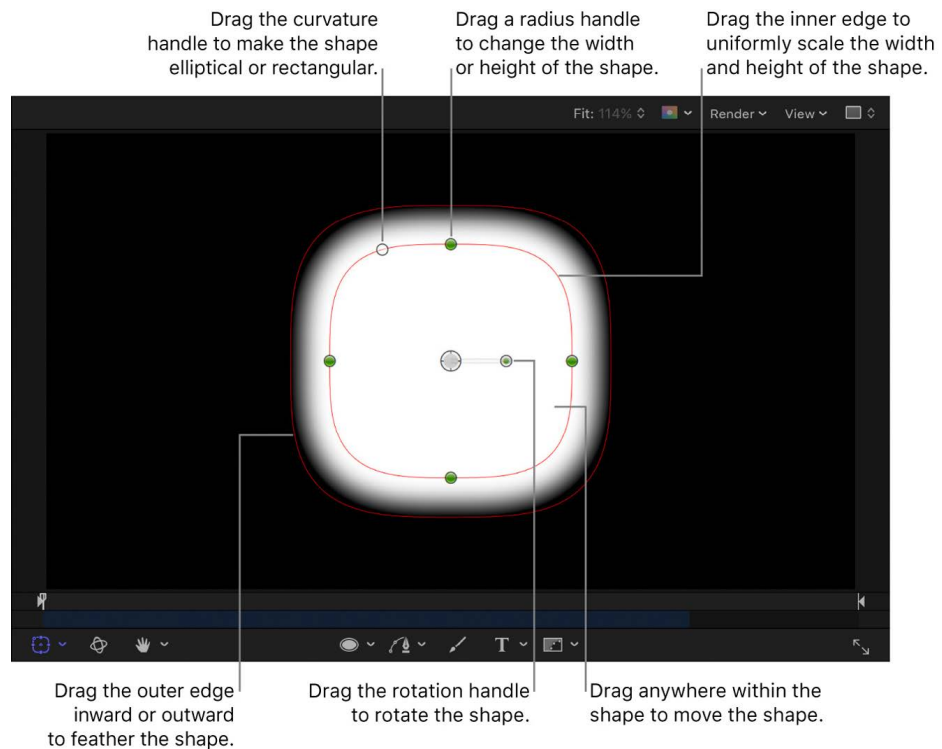 Drag the curvature
handle to make the shape
elliptical or rectangular.
Drag a radius handle
to change the width
or height of the shape.
Drag the inner edge to
uniformly scale the width
and height of the shape.
Fit: 114%
Render
View
T
Drag the outer edge
inward or outward
to feather the shape.
Drag the rotation handle
to rotate the shape.
Drag anywhere within the
shape to move the shape.